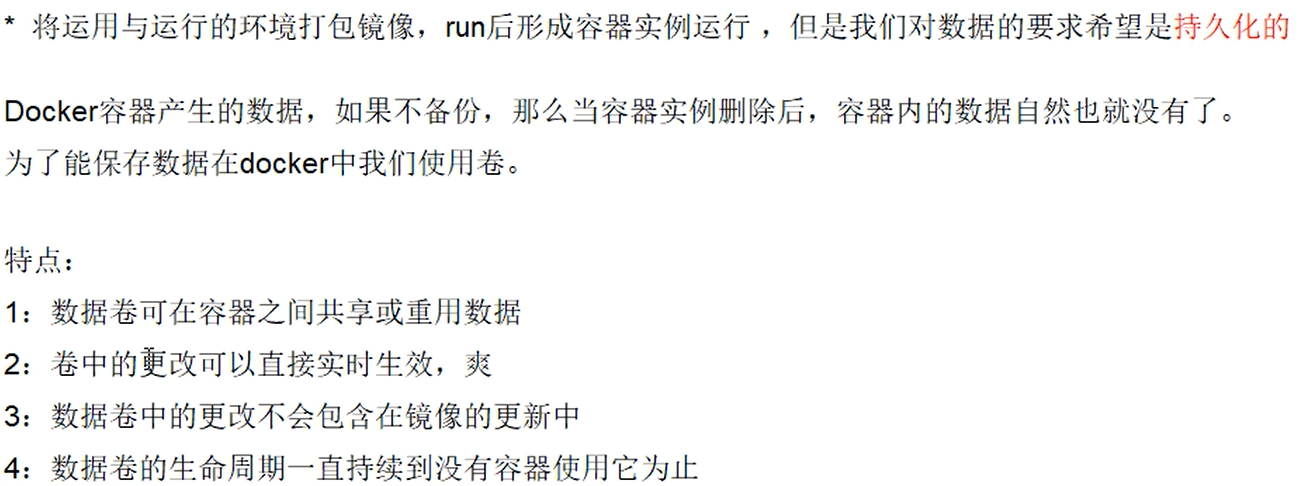 * 将运用与运行的环境打包镜像，run后形成容器实例运行 ，但是我们对数据的要求希望是持久化的
Docker容器产生的数据，如果不备份，那么当容器实例删除后，容器内的数据自然也就没有了。
为了能保存数据在docker中我们使用卷。
特点：
1：数据卷可在容器之间共享或重用数据
2：卷中的更改可以直接实时生效，爽
3：数据卷中的更改不会包含在镜像的更新中
4：数据卷的生命周期一直持续到没有容器使用它为止